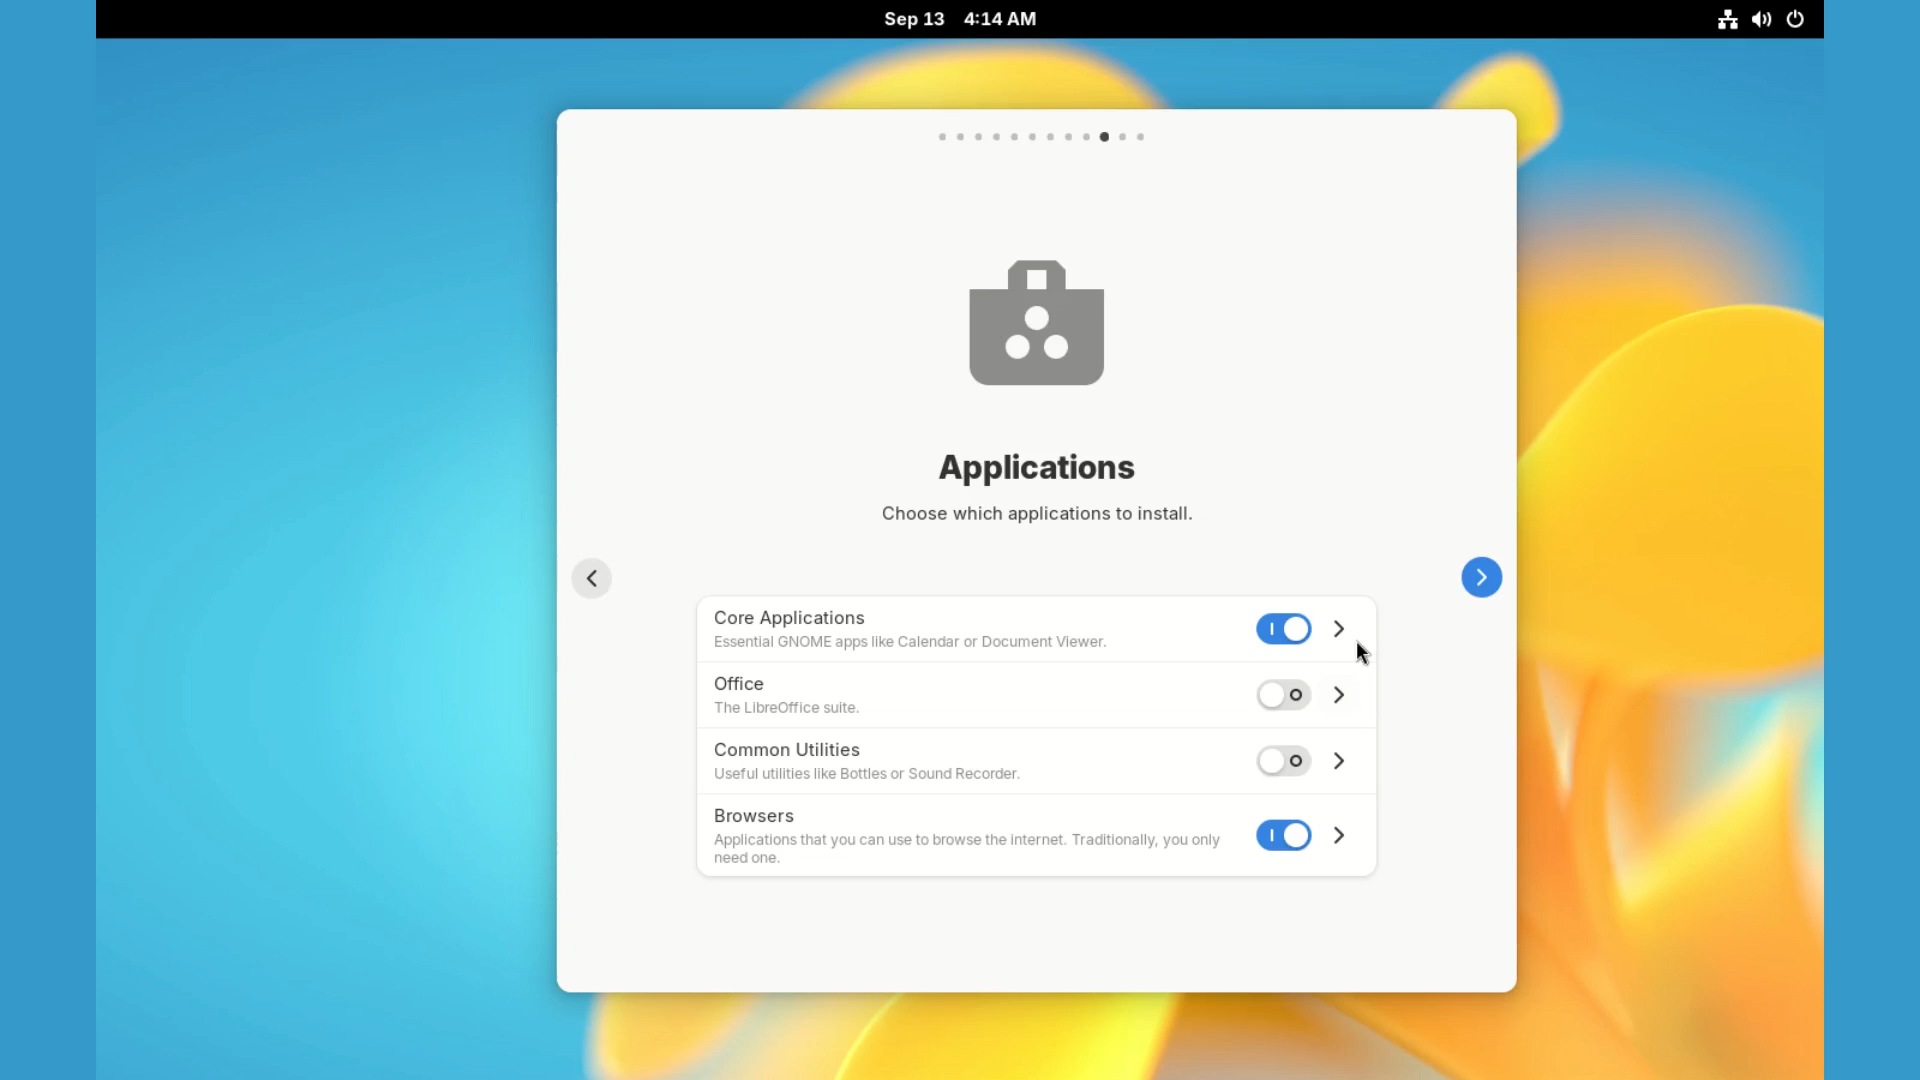 Sep 13 4:14 AM
Applications
Choose which applications to install.
Core Applications
Essential GNOME apps like Calendar or Document Viewer.
Office
The LibreOffice suite.
Common Utilities
Useful utilities like Bottles or Sound Recorder.
Browsers
Applications that you can use to browse the internet. Traditionally, you only
need one.